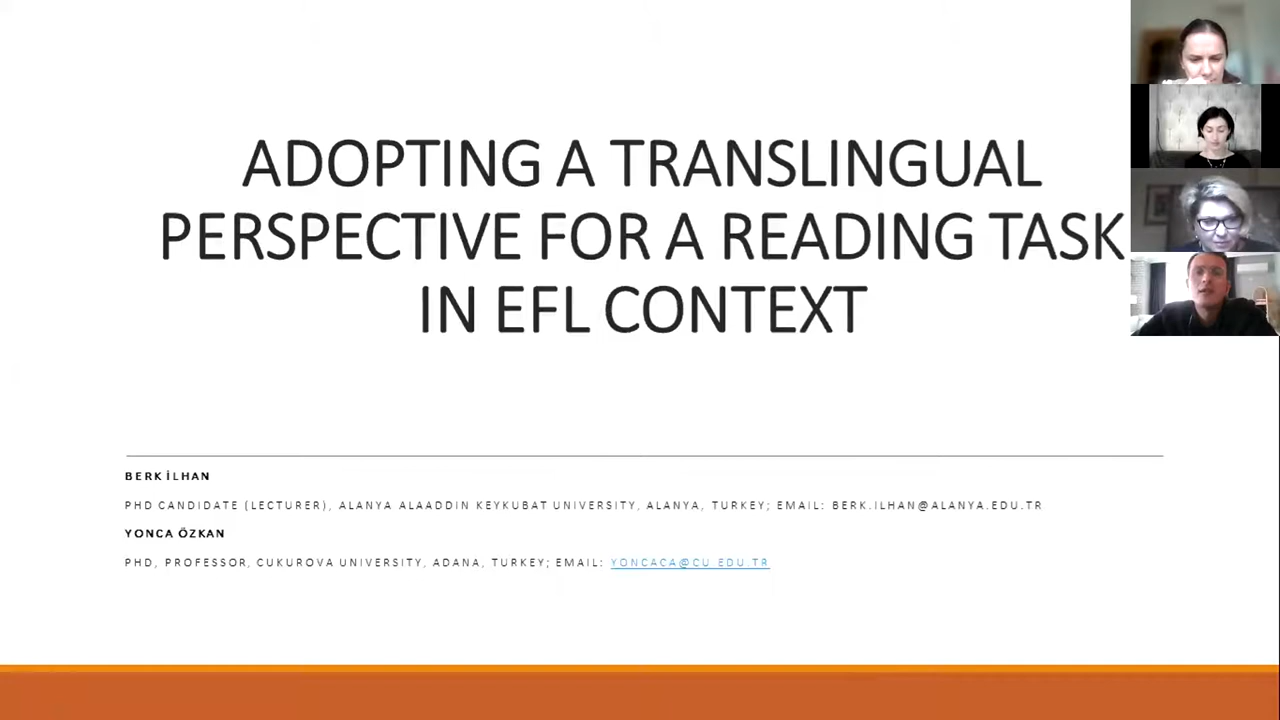 ADOPTING A TRANSLINGUAL
PERSPECTIVE FOR A READING TASK
IN EFL CONTEXT
BERK İLHAN
PHD CANDIDATE (LECTURER), ALANYA ALAADDIN KEYKUBAT UNIVERSITY, ALANYA, TURKEY; EMAIL: BERK.ILHAN@ALANYA.EDU.TR
YONCA ÖZKAN
PHD, PROFESSOR, CUKUROVA UNIVERSITY, ADANA, TURKEY; EMAIL: YONCACA@CU.EDU.TR